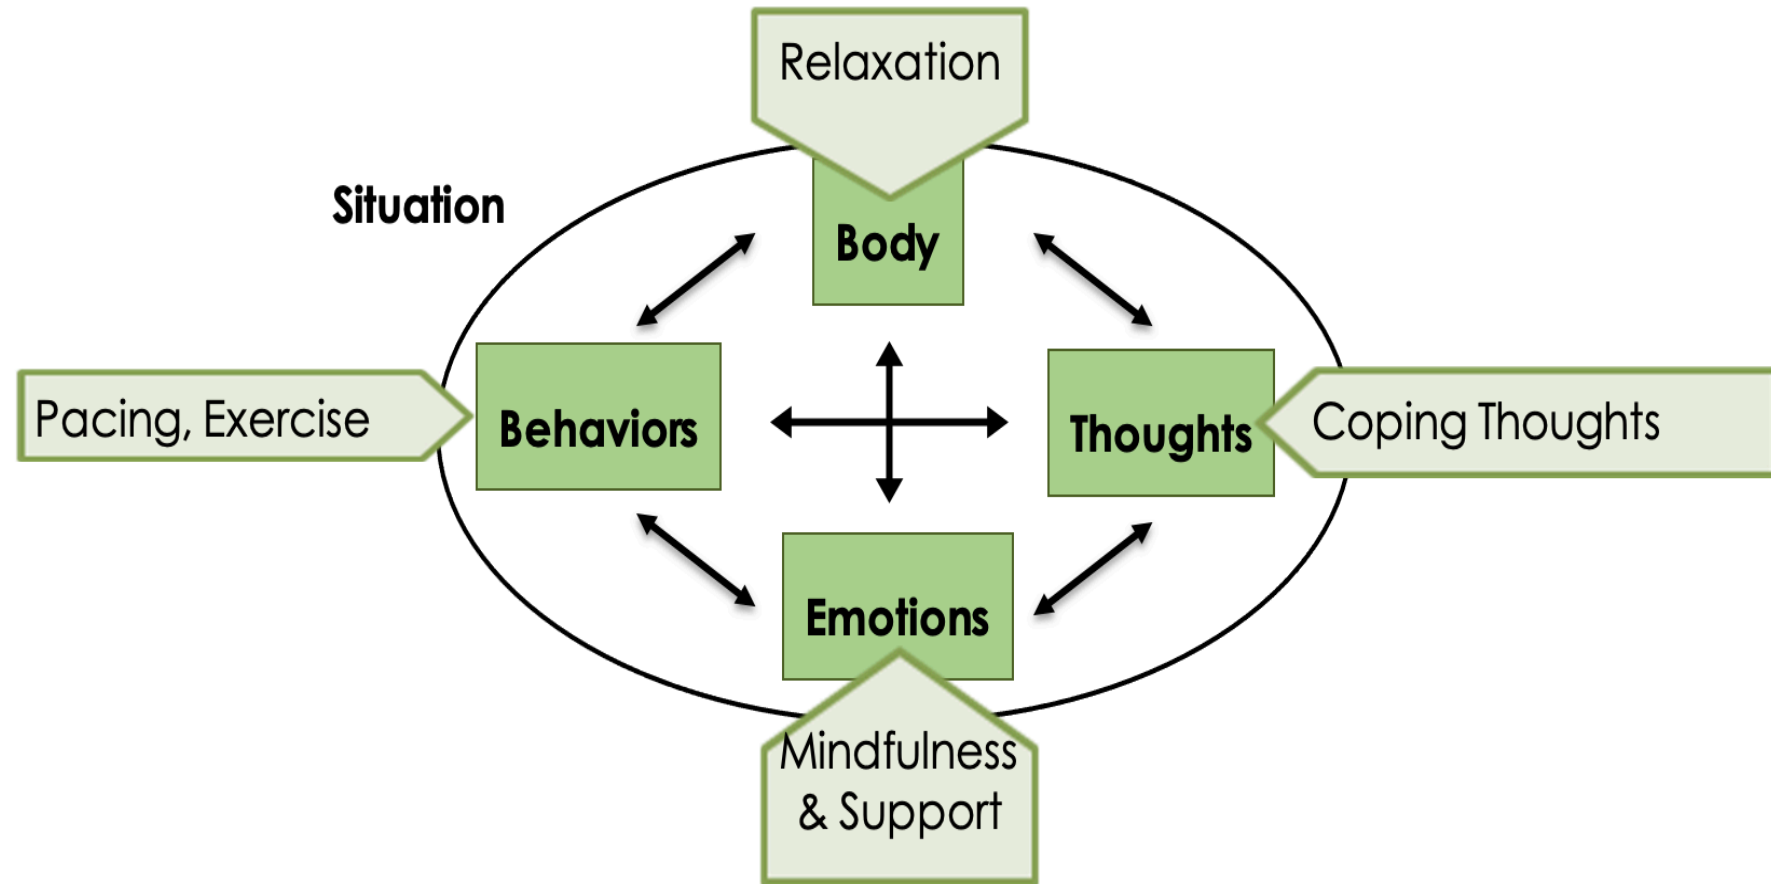 Relaxation
Situation
Body
Pacing, Exercise
Behaviors
Thoughts
Coping Thoughts
Emotions
Mindfulness
& Support